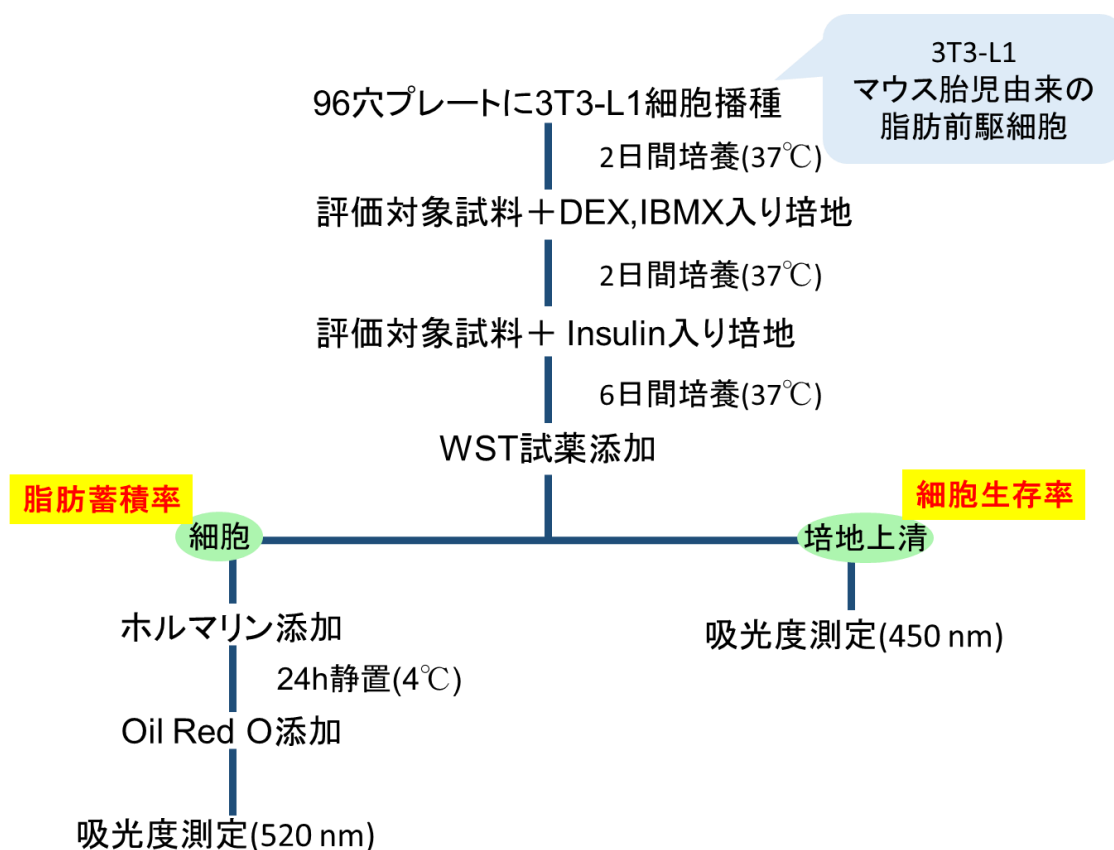 3T3-L1
マウス胎児由来の
脂肪前駆細胞
96穴プレートに3T3-L1細胞播種
2日間培養(37℃)
評価対象試料＋DEX,IBMX入り培地
2日間培養(37℃)
評価対象試料＋ Insulin入り培地
6日間培養(37℃)
WST試薬添加
脂肪蓄積率
細胞
細胞生存率
培地上清
ホルマリン添加
24h静置(4℃)
Oil Red O添加
吸光度測定(520 nm)
吸光度測定(450 nm)